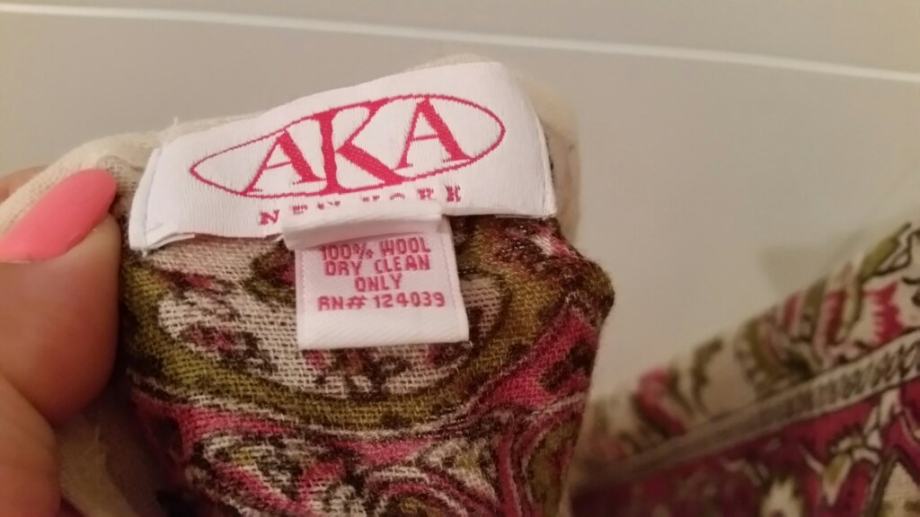 AKA
NEW YORK
100% WOOL
DRY CLEAN
ONLY
RN# 124039